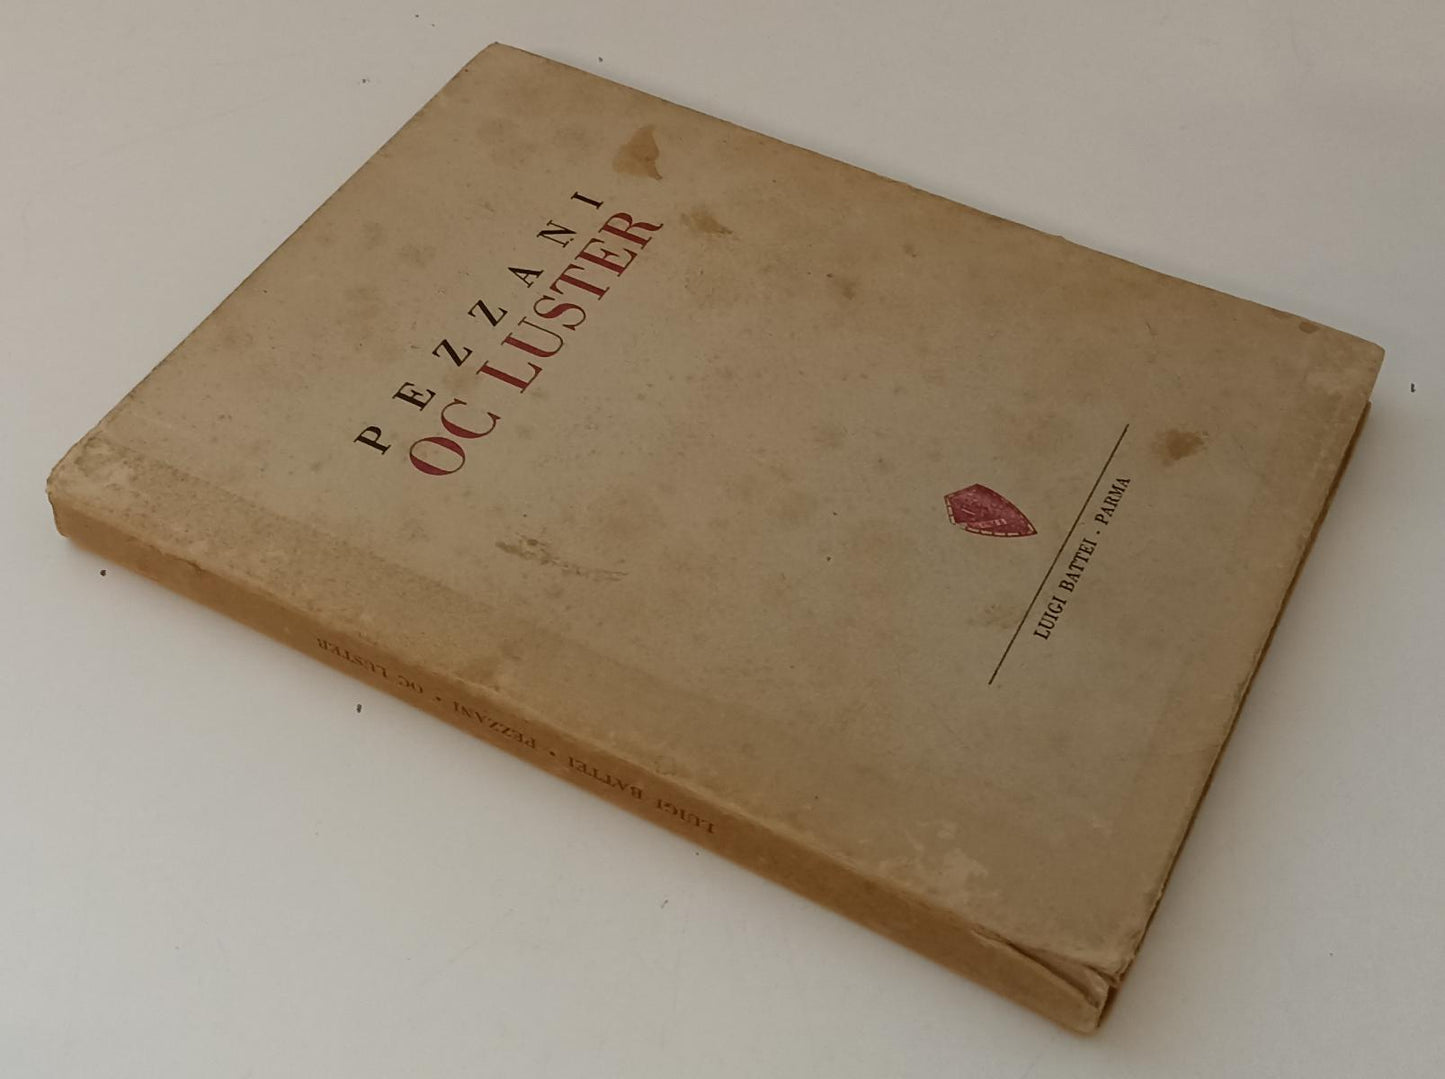 PEZZANI
OC LUSTER
LUIGI BATTEI - PARMA
LUIGI BATTEI • PEZZANI • OC LUSTER